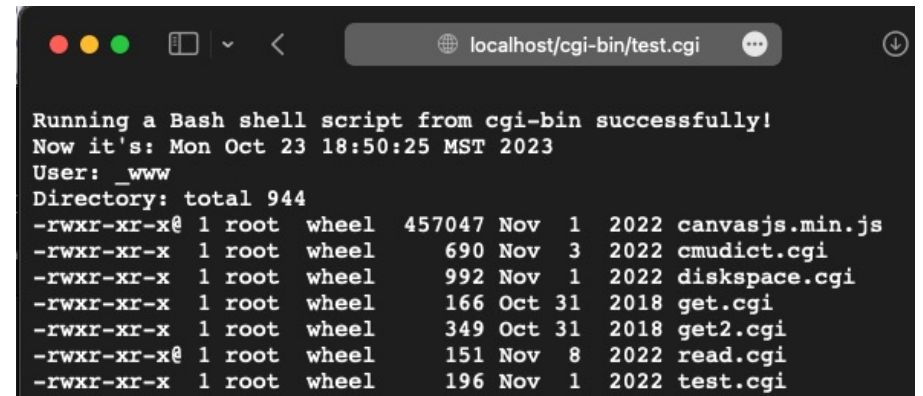 localhost/cgi-bin/test.cgi
Running a Bash shell script from cgi-bin successfully!
Now it's: Mon Oct 23 18:50:25 MST 2023
User: _www
Directory: total 944
-rwxr-xr-x@ 1 root  wheel  457047 Nov  1  2022 canvasjs.min.js
-rwxr-xr-x  1 root  wheel     690 Nov  3  2022 cmudict.cgi
-rwxr-xr-x  1 root  wheel     992 Nov  1  2022 diskspace.cgi
-rwxr-xr-x  1 root  wheel     166 Oct 31  2018 get.cgi
-rwxr-xr-x  1 root  wheel     349 Oct 31  2018 get2.cgi
-rwxr-xr-x@ 1 root  wheel     151 Nov  8  2022 read.cgi
-rwxr-xr-x  1 root  wheel     196 Nov  1  2022 test.cgi